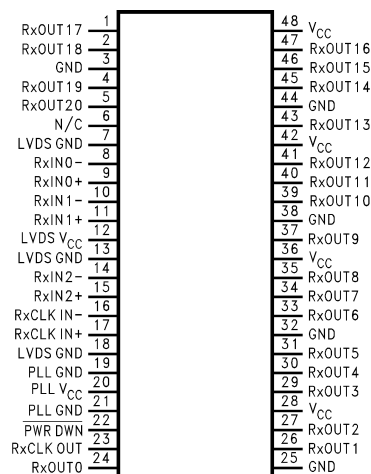 RxOUT17 1 48 VCC
RxOUT18 2 47 RxOUT16
GND 3 46 RxOUT15
RxOUT19 4 45 RxOUT14
RxOUT20 5 44 GND
N/C 6 43 RxOUT13
LVDS GND 7 42 VCC
RxIN0- 8 41 RxOUT12
RxIN0+ 9 40 RxOUT11
RxIN1- 10 39 RxOUT10
RxIN1+ 11 38 GND
LVDS VCC 12 37 RxOUT9
LVDS GND 13 36 VCC
RxIN2- 14 35 RxOUT8
RxIN2+ 15 34 RxOUT7
RxCLK IN- 16 33 RxOUT6
RxCLK IN+ 17 32 GND
LVDS GND 18 31 RxOUT5
PLL GND 19 30 RxOUT4
PLL VCC 20 29 RxOUT3
PLL GND 21 28 VCC
PWR DWN 22 27 RxOUT2
RxCLK OUT 23 26 RxOUT1
RxOUT0 24 25 GND